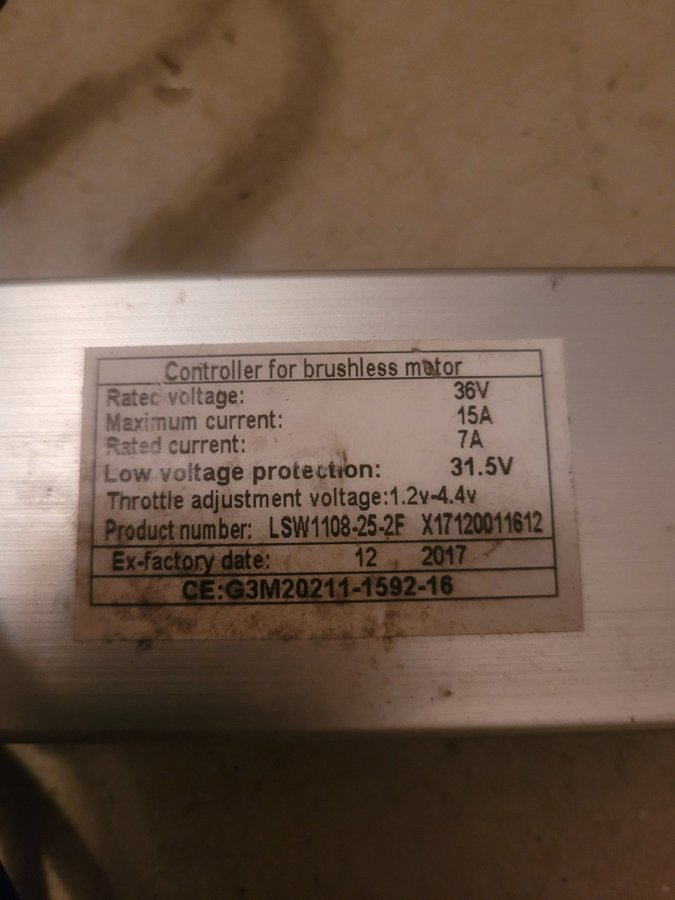 Controller for brushless motor
Rated voltage: 36V
Maximum current: 15A
Rated current: 7A
Low voltage protection: 31.5V
Throttle adjustment voltage:1.2v-4.4v
Product number: LSW1108-25-2F X17120011612
Ex-factory date: 12 2017
CE:G3M20211-1592-16